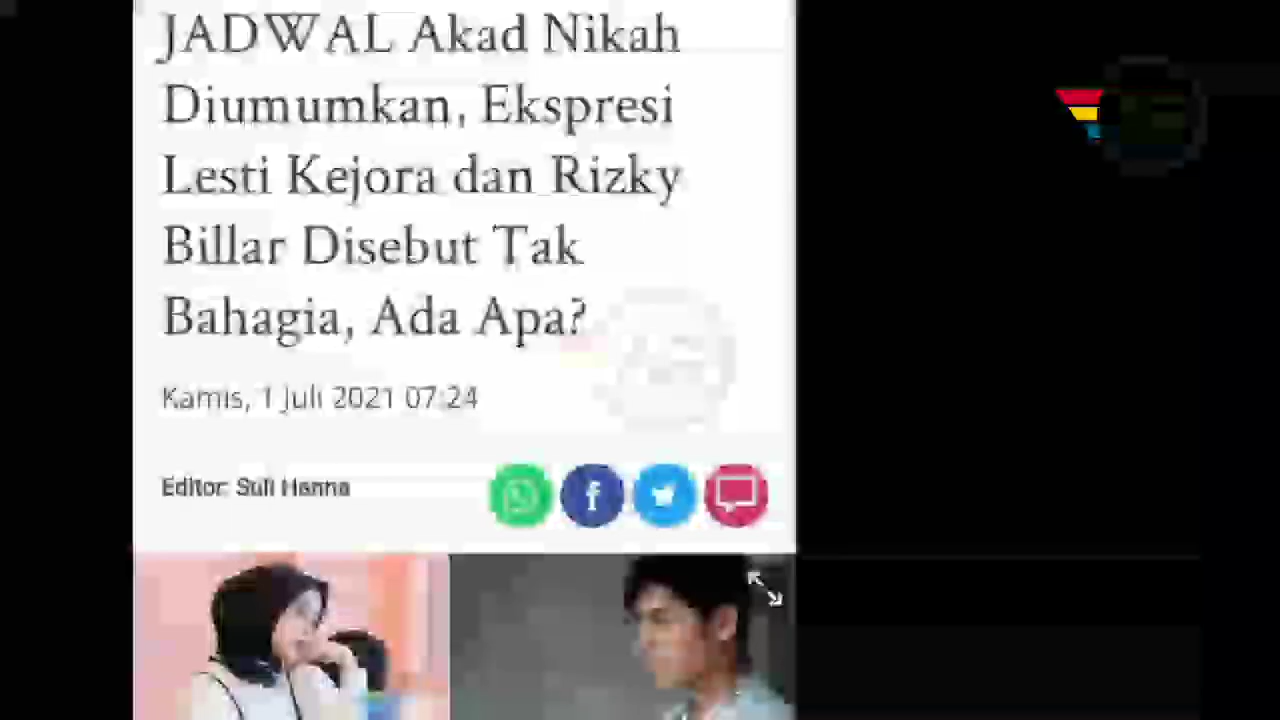 JADWAL Akad Nikah
Diumumkan, Ekspresi
Lesti Kejora dan Rizky
Billar Disebut Tak
Bahagia, Ada Apa?
Kamis, 1 Juli 2021 07:24
Editor: Suli Hanna